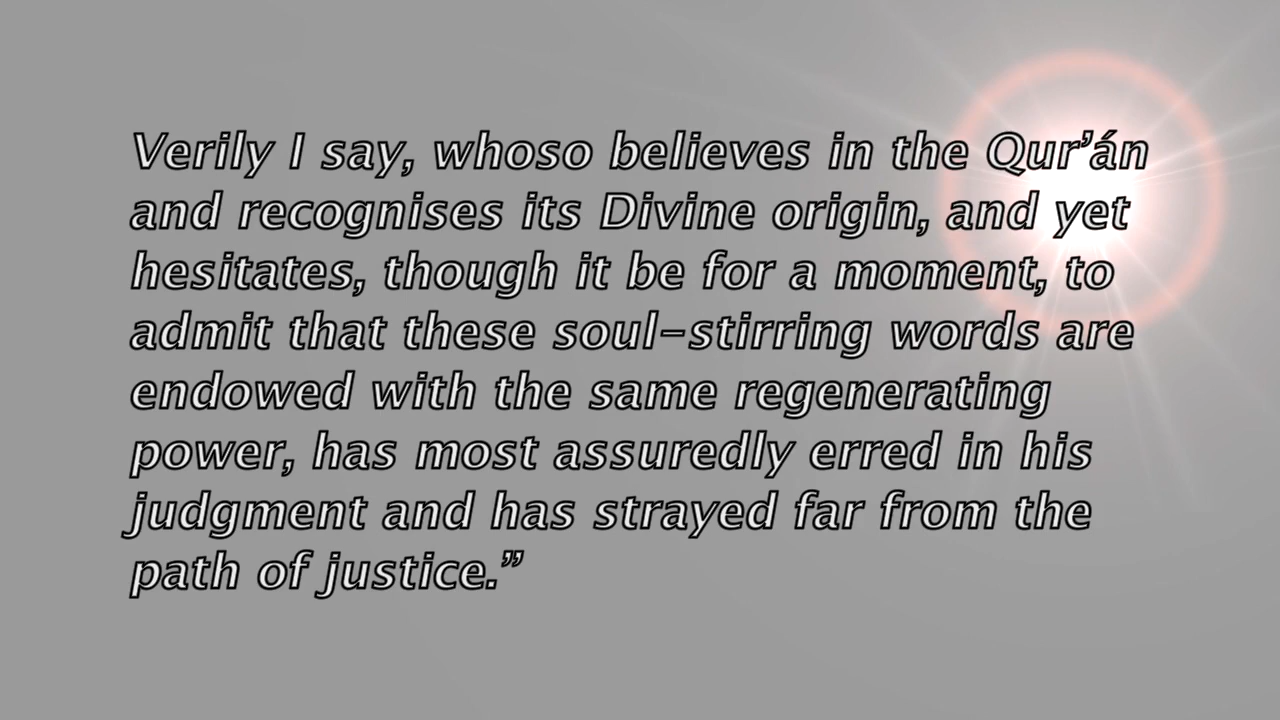 Verily I say, whoso believes in the Qur’án
and recognises its Divine origin, and yet
hesitates, though it be for a moment, to
admit that these soul-stirring words are
endowed with the same regenerating
power, has most assuredly erred in his
judgment and has strayed far from the
path of justice.”